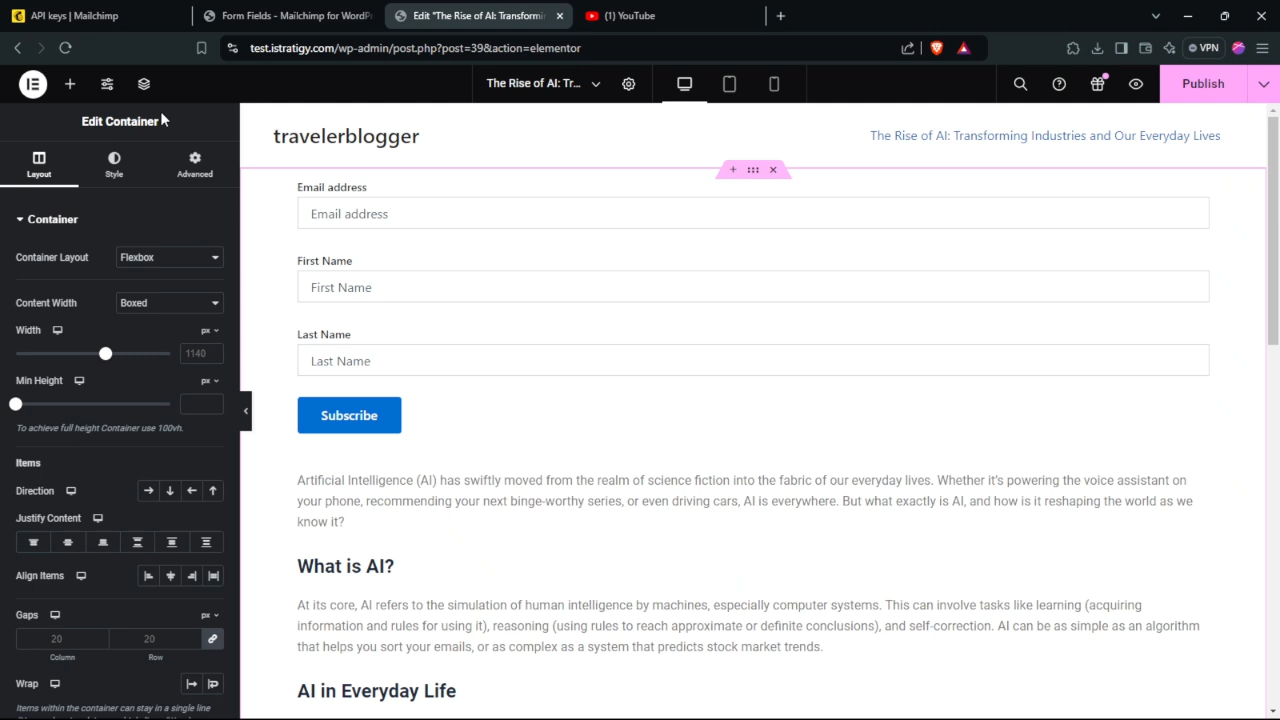 API keys | Mailchimp
Form Fields - Mailchimp for WordPr
Edit "The Rise of AI: Transformin
(1) YouTube
test.istratigy.com/wp-admin/post.php?post=39&action=elementor
VPN
The Rise of AI: Tr...
Publish
Edit Container
Layout
Style
Advanced
Container
Container Layout
Flexbox
Content Width
Boxed
Width
px
1140
Min Height
px
To achieve full height Container use 100vh.
Items
Direction
Justify Content
Align Items
Gaps
px
20
20
Column
Row
Wrap
Items within the container can stay in a single line
travelerblogger
The Rise of AI: Transforming Industries and Our Everyday Lives
Email address
Email address
First Name
First Name
Last Name
Last Name
Subscribe
Artificial Intelligence (AI) has swiftly moved from the realm of science fiction into the fabric of our everyday lives. Whether it's powering the voice assistant on
your phone, recommending your next binge-worthy series, or even driving cars, AI is everywhere. But what exactly is AI, and how is it reshaping the world as we
know it?
What is AI?
At its core, AI refers to the simulation of human intelligence by machines, especially computer systems. This can involve tasks like learning (acquiring
information and rules for using it), reasoning (using rules to reach approximate or definite conclusions), and self-correction. AI can be as simple as an algorithm
that helps you sort your emails, or as complex as a system that predicts stock market trends.
AI in Everyday Life